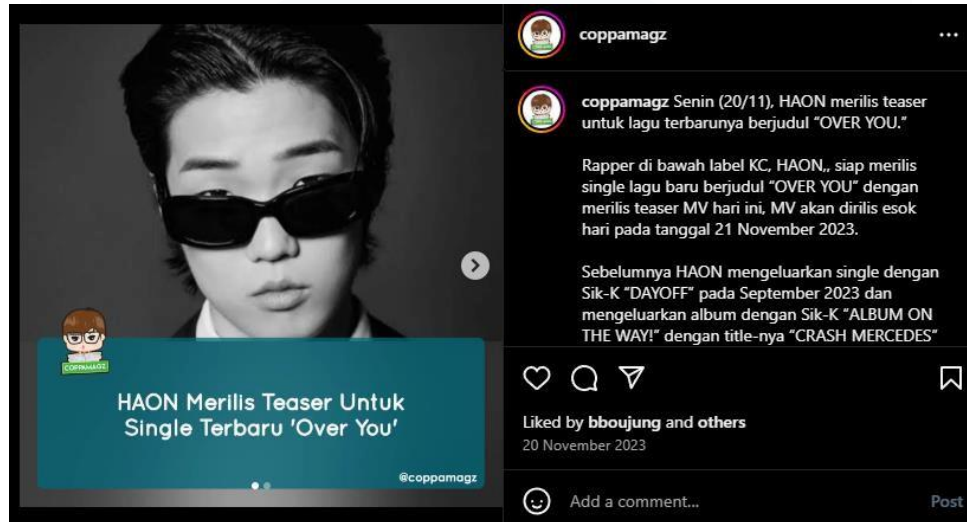 COPPAMAGZ
HAON Merilis Teaser Untuk
Single Terbaru 'Over You'
@coppamagz
coppamagz
coppamagz Senin (20/11), HAON merilis teaser
untuk lagu terbarunya berjudul “OVER YOU.”
Rapper di bawah label KC, HAON,, siap merilis
single lagu baru berjudul “OVER YOU” dengan
merilis teaser MV hari ini, MV akan dirilis esok
hari pada tanggal 21 November 2023.
Sebelumnya HAON mengeluarkan single dengan
Sik-K “DAYOFF” pada September 2023 dan
mengeluarkan album dengan Sik-K “ALBUM ON
THE WAY!” dengan title-nya “CRASH MERCEDES”
Liked by bboujung and others
20 November 2023
Add a comment...
Post